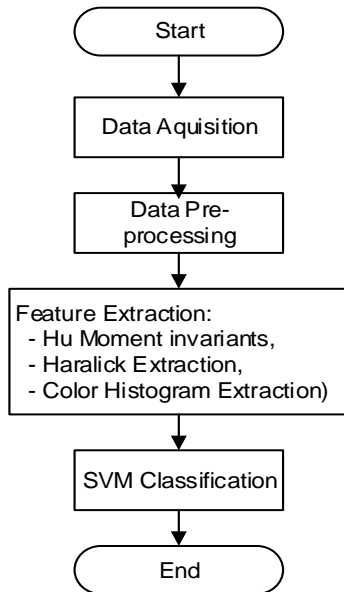 Start
Data Aquisition
Data Pre-
processing
Feature Extraction:
- Hu Moment invariants,
- Haralick Extraction,
- Color Histogram Extraction)
SVM Classification
End